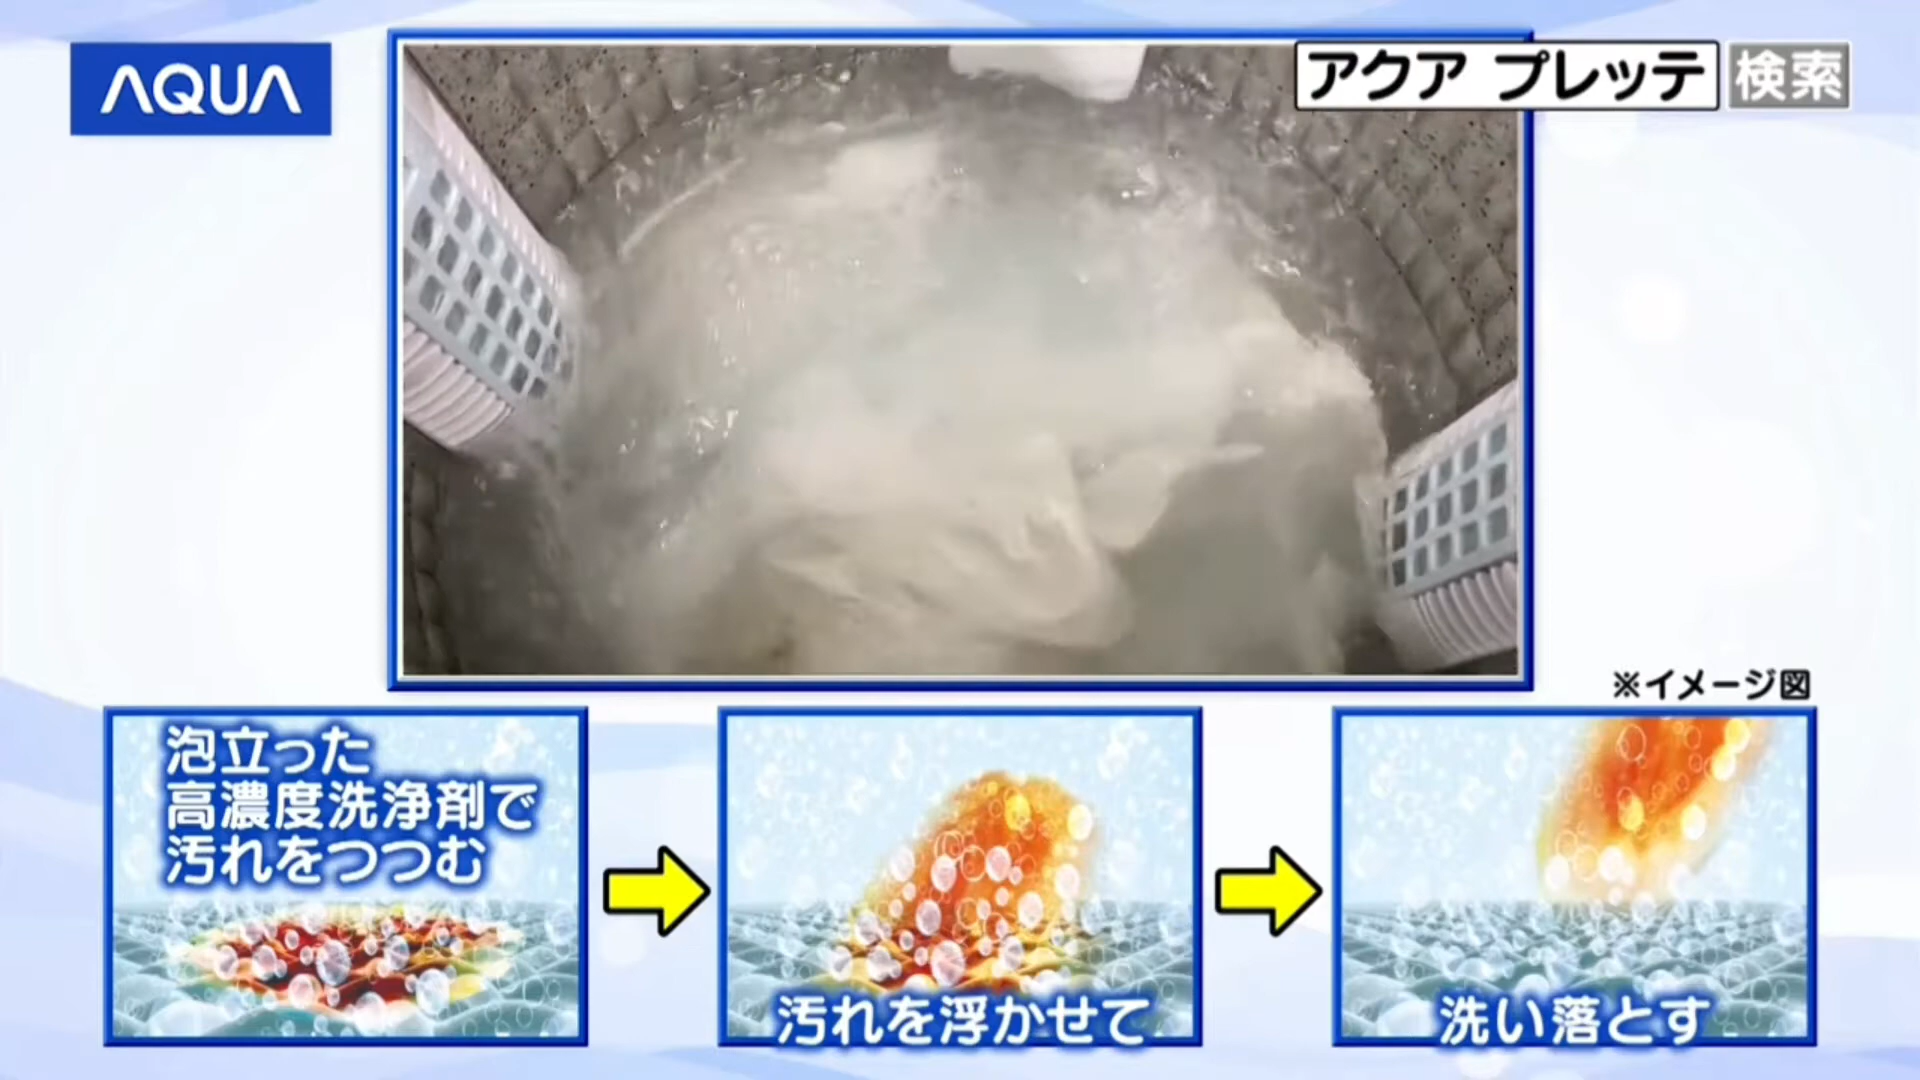 AQUA
アクア プレッテ 検索
※イメージ図
泡立った
高濃度洗浄剤で
汚れをつつむ
汚れを浮かせて
洗い落とす